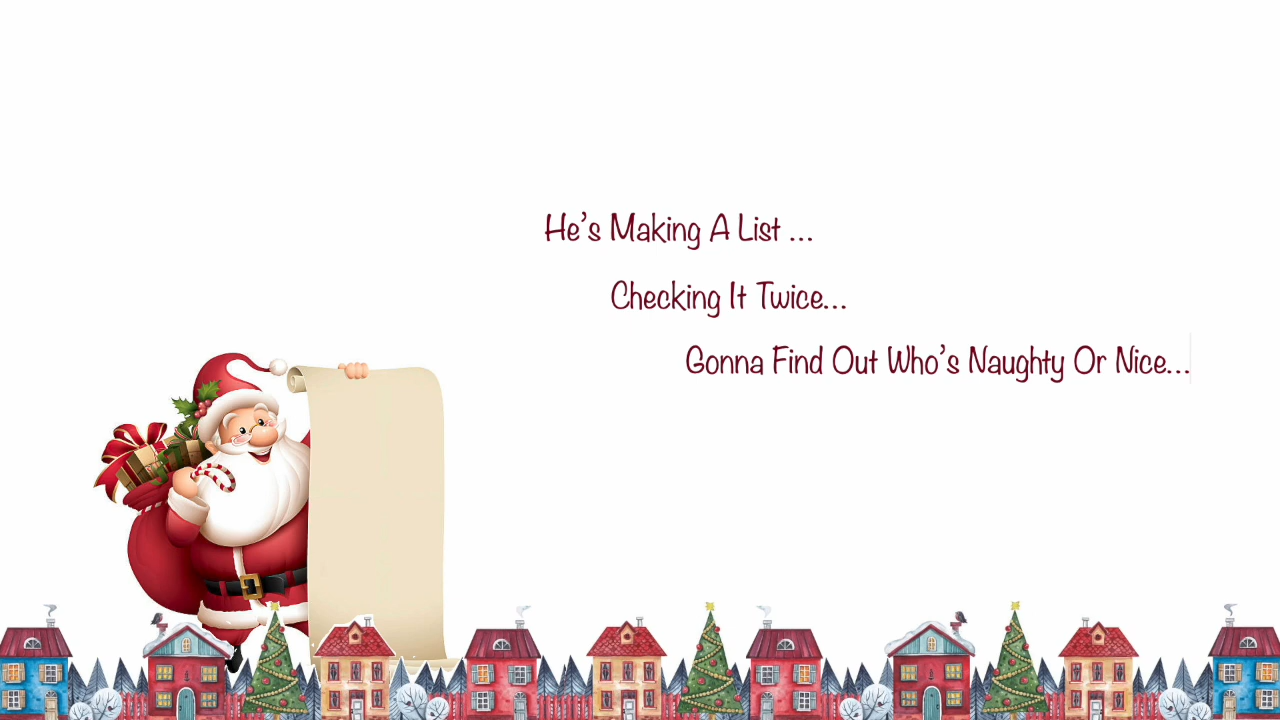 He's Making A List ...
Checking It Twice...
Gonna Find Out Who's Naughty Or Nice...